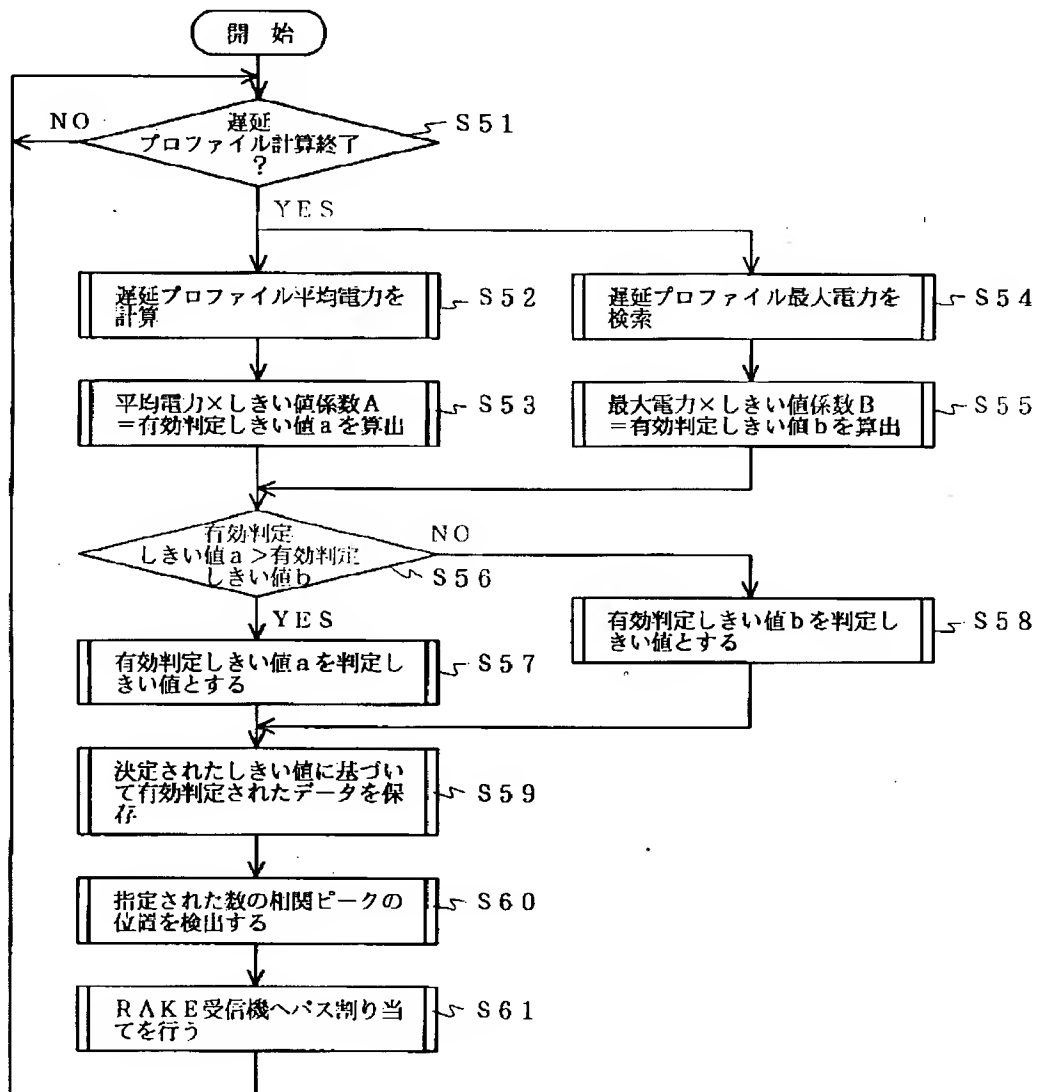 開 始
NO
遅延
プロファイル計算終了
?
S51
YES
遅延プロファイル平均電力を
計算
S52
遅延プロファイル最大電力を
検索
S54
平均電力×しきい値係数A
=有効判定しきい値aを算出
S53
最大電力×しきい値係数B
=有効判定しきい値bを算出
S55
有効判定
しきい値a>有効判定
しきい値b
NO
S56
YES
有効判定しきい値bを判定し
きい値とする
S58
有効判定しきい値aを判定し
きい値とする
S57
決定されたしきい値に基づい
て有効判定されたデータを保
存
S59
指定された数の相関ピークの
位置を検出する
S60
RAKE受信機へパス割り当
てを行う
S61